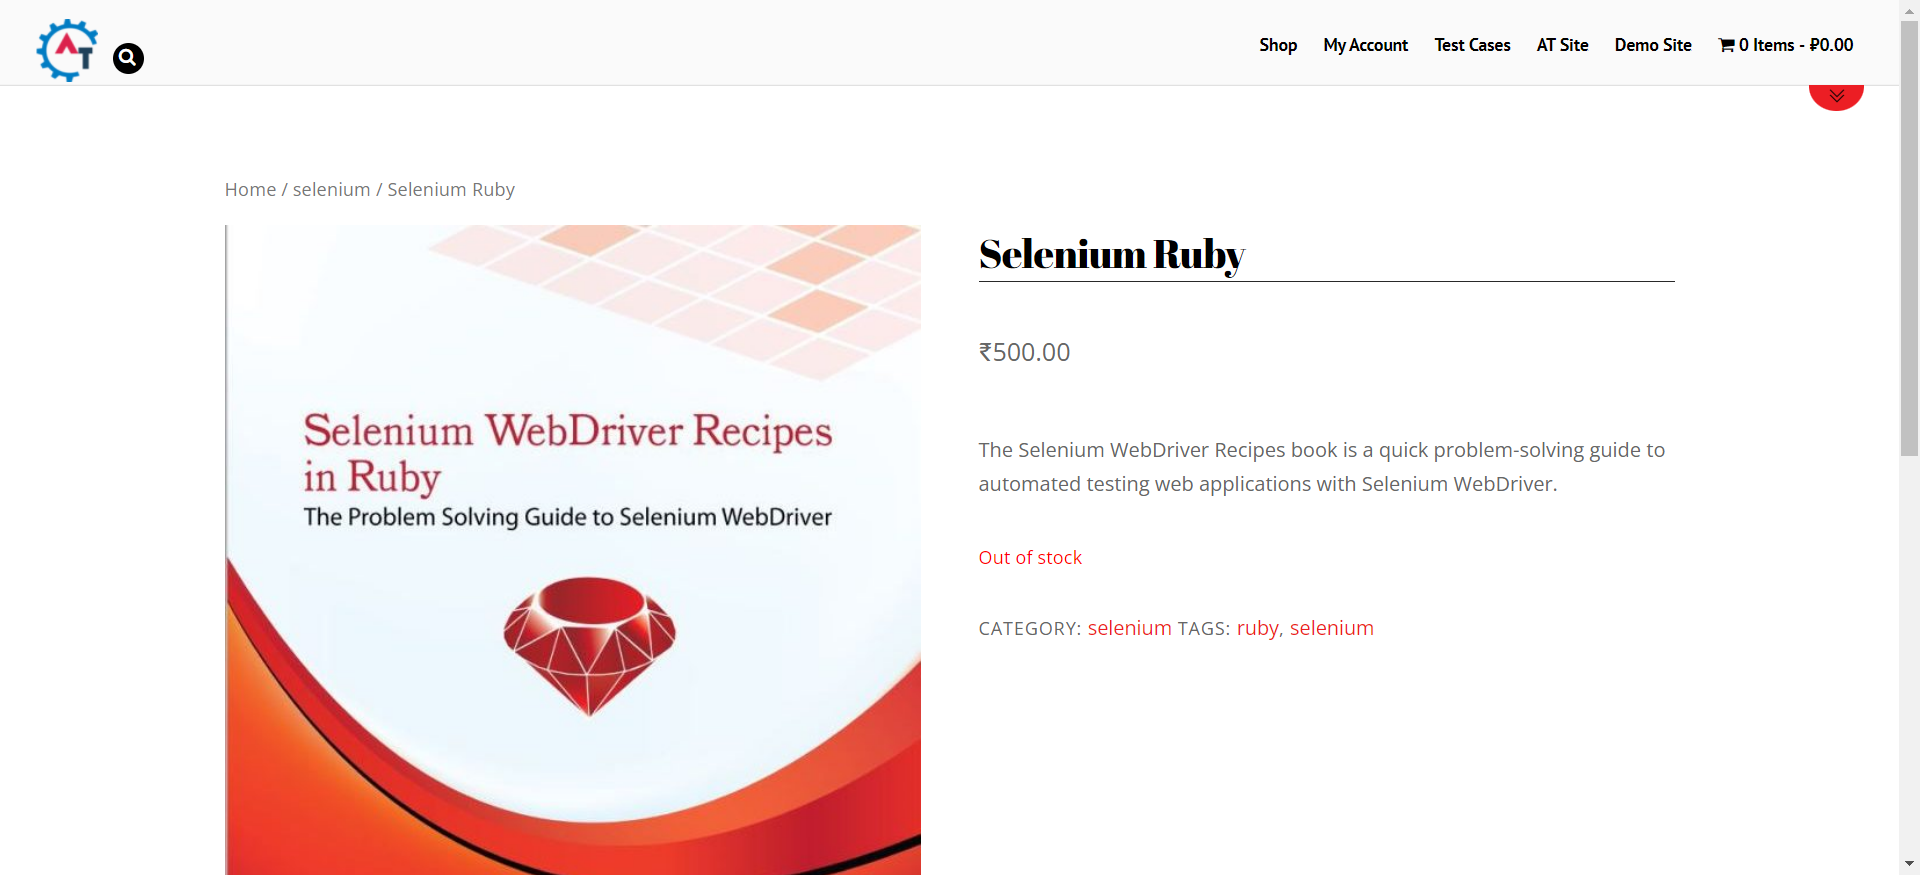 AT
Shop My Account Test Cases AT Site Demo Site 0 Items - ₽0.00
Home / selenium / Selenium Ruby
Selenium WebDriver Recipes
in Ruby
The Problem Solving Guide to Selenium WebDriver
Selenium Ruby
₹500.00
The Selenium WebDriver Recipes book is a quick problem-solving guide to
automated testing web applications with Selenium WebDriver.
Out of stock
CATEGORY: selenium TAGS: ruby, selenium